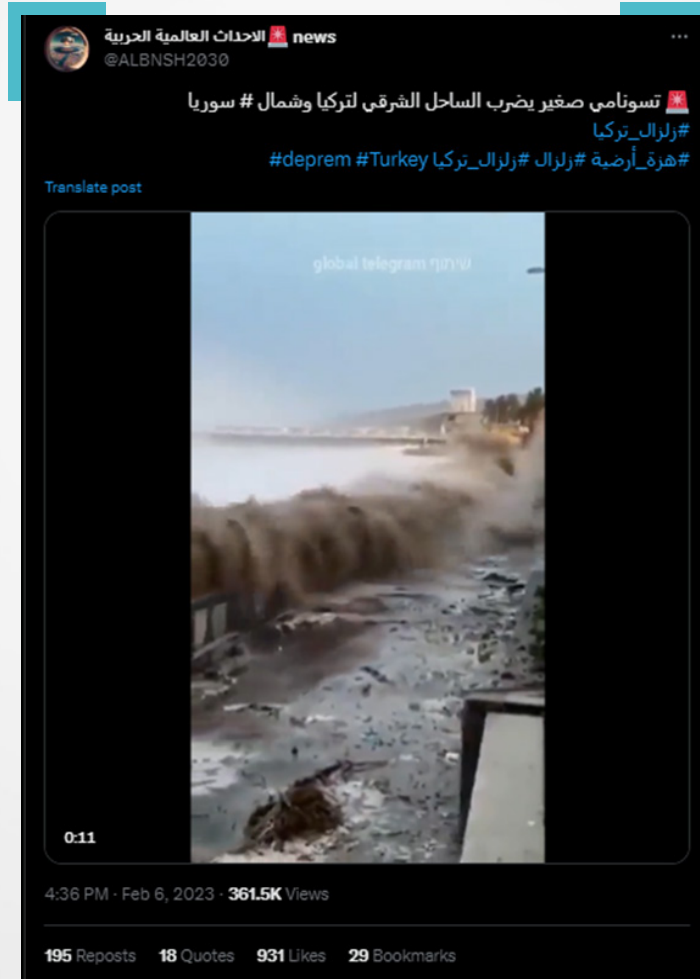 الاحداث العالمية الحربية🚨news
@ALBNSH2030
🚨 تسونامي صغير يضرب الساحل الشرقي لتركيا وشمال # سوريا
#زلزال_تركيا
#هزة_أرضية #زلزال #زلزال_تركيا #Turkey #deprem
Translate post
global telegram שיתוף
0:11
4:36 PM · Feb 6, 2023 · 361.5K Views
195 Reposts 18 Quotes 931 Likes 29 Bookmarks